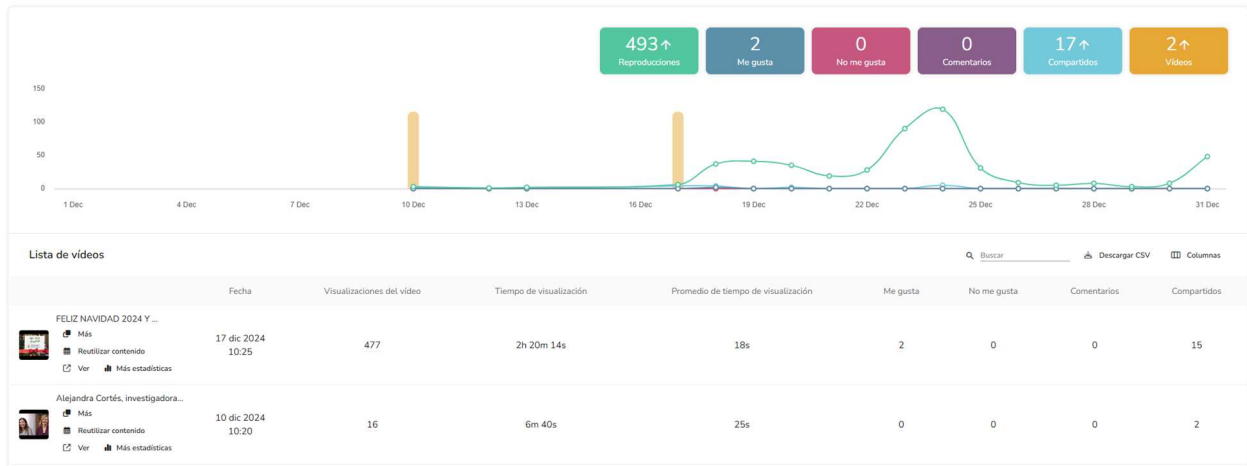 493↑ 2 0 0 17↑ 2↑
Reproducciones Me gusta No me gusta Comentarios Compartidos Vídeos
150
100
50
0
1 Dec 4 Dec 7 Dec 10 Dec 13 Dec 16 Dec 19 Dec 22 Dec 25 Dec 28 Dec 31 Dec
Lista de vídeos Buscar Descargar CSV Columnas
Fecha Visualizaciones del vídeo Tiempo de visualización Promedio de tiempo de visualización Me gusta No me gusta Comentarios Compartidos
FELIZ NAVIDAD 2024 Y ...
Más
Reutilizar contenido
Ver Más estadísticas
17 dic 2024
10:25
477 2h 20m 14s 18s 2 0 0 15
Alejandra Cortés, investigadora...
Más
Reutilizar contenido
Ver Más estadísticas
10 dic 2024
10:20
16 6m 40s 25s 0 0 0 2